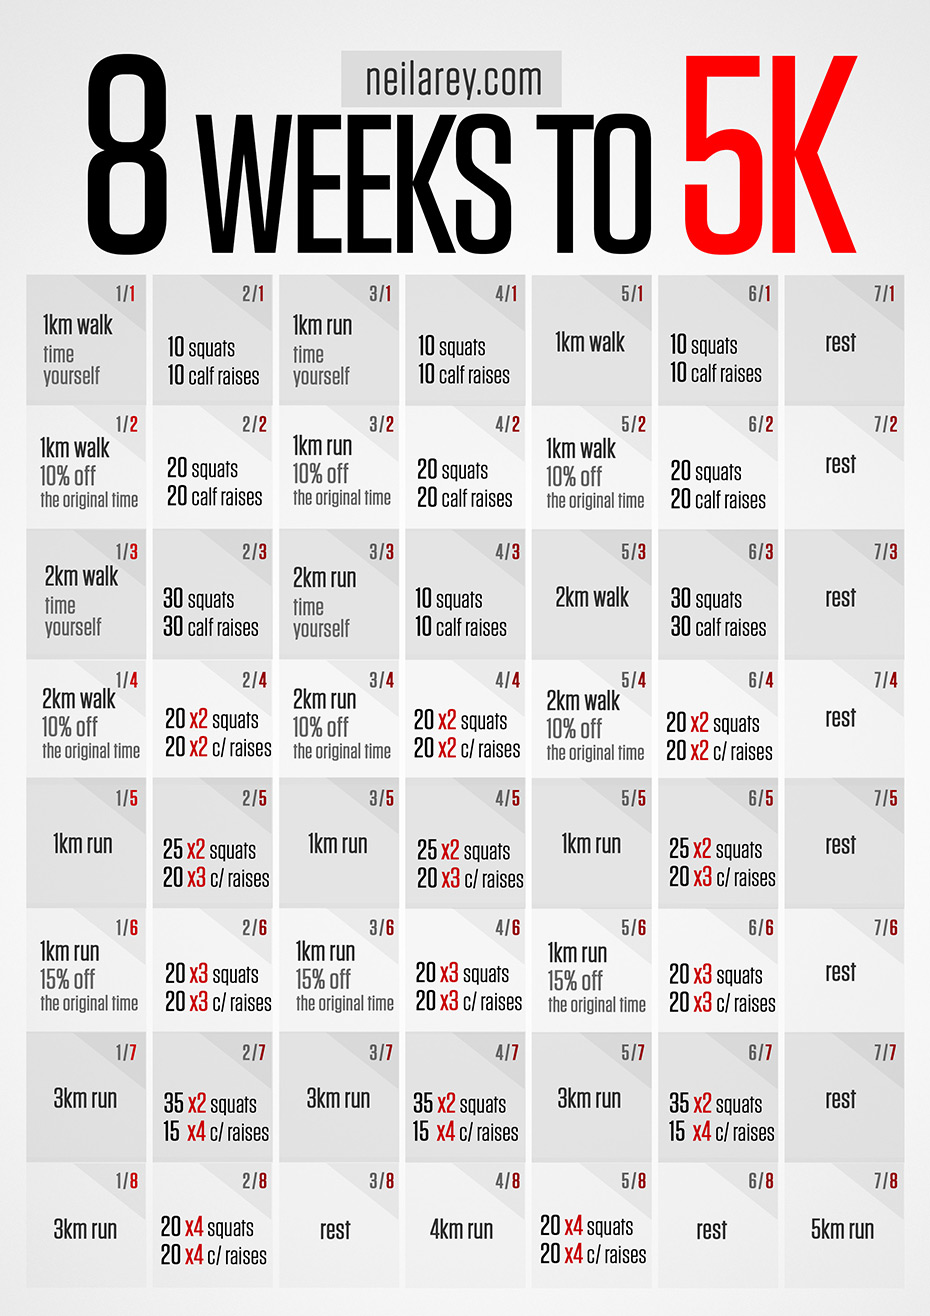 neilarey.com
8 WEEKS TO 5K
1/1
1km walk
time
yourself
2/1
10 squats
10 calf raises
3/1
1km run
time
yourself
4/1
10 squats
10 calf raises
5/1
1km walk
6/1
10 squats
10 calf raises
7/1
rest
1/2
1km walk
10% off
the original time
2/2
20 squats
20 calf raises
3/2
1km run
10% off
the original time
4/2
20 squats
20 calf raises
5/2
1km walk
10% off
the original time
6/2
20 squats
20 calf raises
7/2
rest
1/3
2km walk
time
yourself
2/3
30 squats
30 calf raises
3/3
2km run
time
yourself
4/3
10 squats
10 calf raises
5/3
2km walk
6/3
30 squats
30 calf raises
7/3
rest
1/4
2km walk
10% off
the original time
2/4
20 x2 squats
20 x2 c/ raises
3/4
2km run
10% off
the original time
4/4
20 x2 squats
20 x2 c/ raises
5/4
2km walk
10% off
the original time
6/4
20 x2 squats
20 x2 c/ raises
7/4
rest
1/5
1km run
2/5
25 x2 squats
20 x3 c/ raises
3/5
1km run
4/5
25 x2 squats
20 x3 c/ raises
5/5
1km run
6/5
25 x2 squats
20 x3 c/ raises
7/5
rest
1/6
1km run
15% off
the original time
2/6
20 x3 squats
20 x3 c/ raises
3/6
1km run
15% off
the original time
4/6
20 x3 squats
20 x3 c/ raises
5/6
1km run
15% off
the original time
6/6
20 x3 squats
20 x3 c/ raises
7/6
rest
1/7
3km run
2/7
35 x2 squats
15 x4 c/ raises
3/7
3km run
4/7
35 x2 squats
15 x4 c/ raises
5/7
3km run
6/7
35 x2 squats
15 x4 c/ raises
7/7
rest
1/8
3km run
2/8
20 x4 squats
20 x4 c/ raises
3/8
rest
4/8
4km run
5/8
20 x4 squats
20 x4 c/ raises
6/8
rest
7/8
5km run